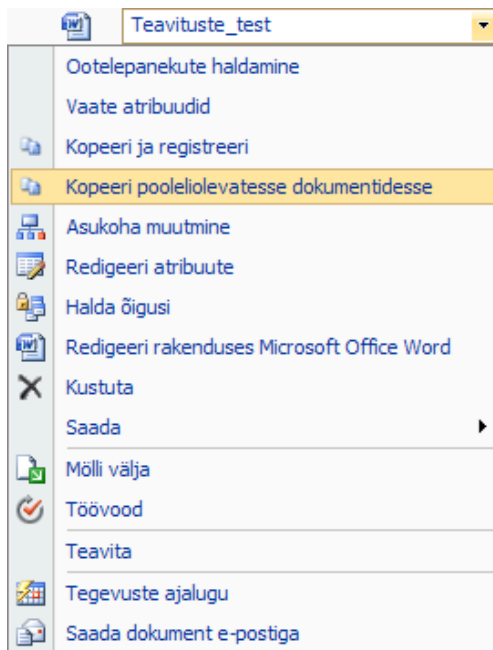 Teavituste_test
Ootelepanekute haldamine
Vaate atribuudid
Kopeeri ja registreeri
Kopeeri pooleliolevatesse dokumentidesse
Asukoha muutmine
Redigeeri atribuute
Halda õigusi
Redigeeri rakenduses Microsoft Office Word
Kustuta
Saada
Mölli välja
Töövood
Teavita
Tegevuste ajalugu
Saada dokument e-postiga